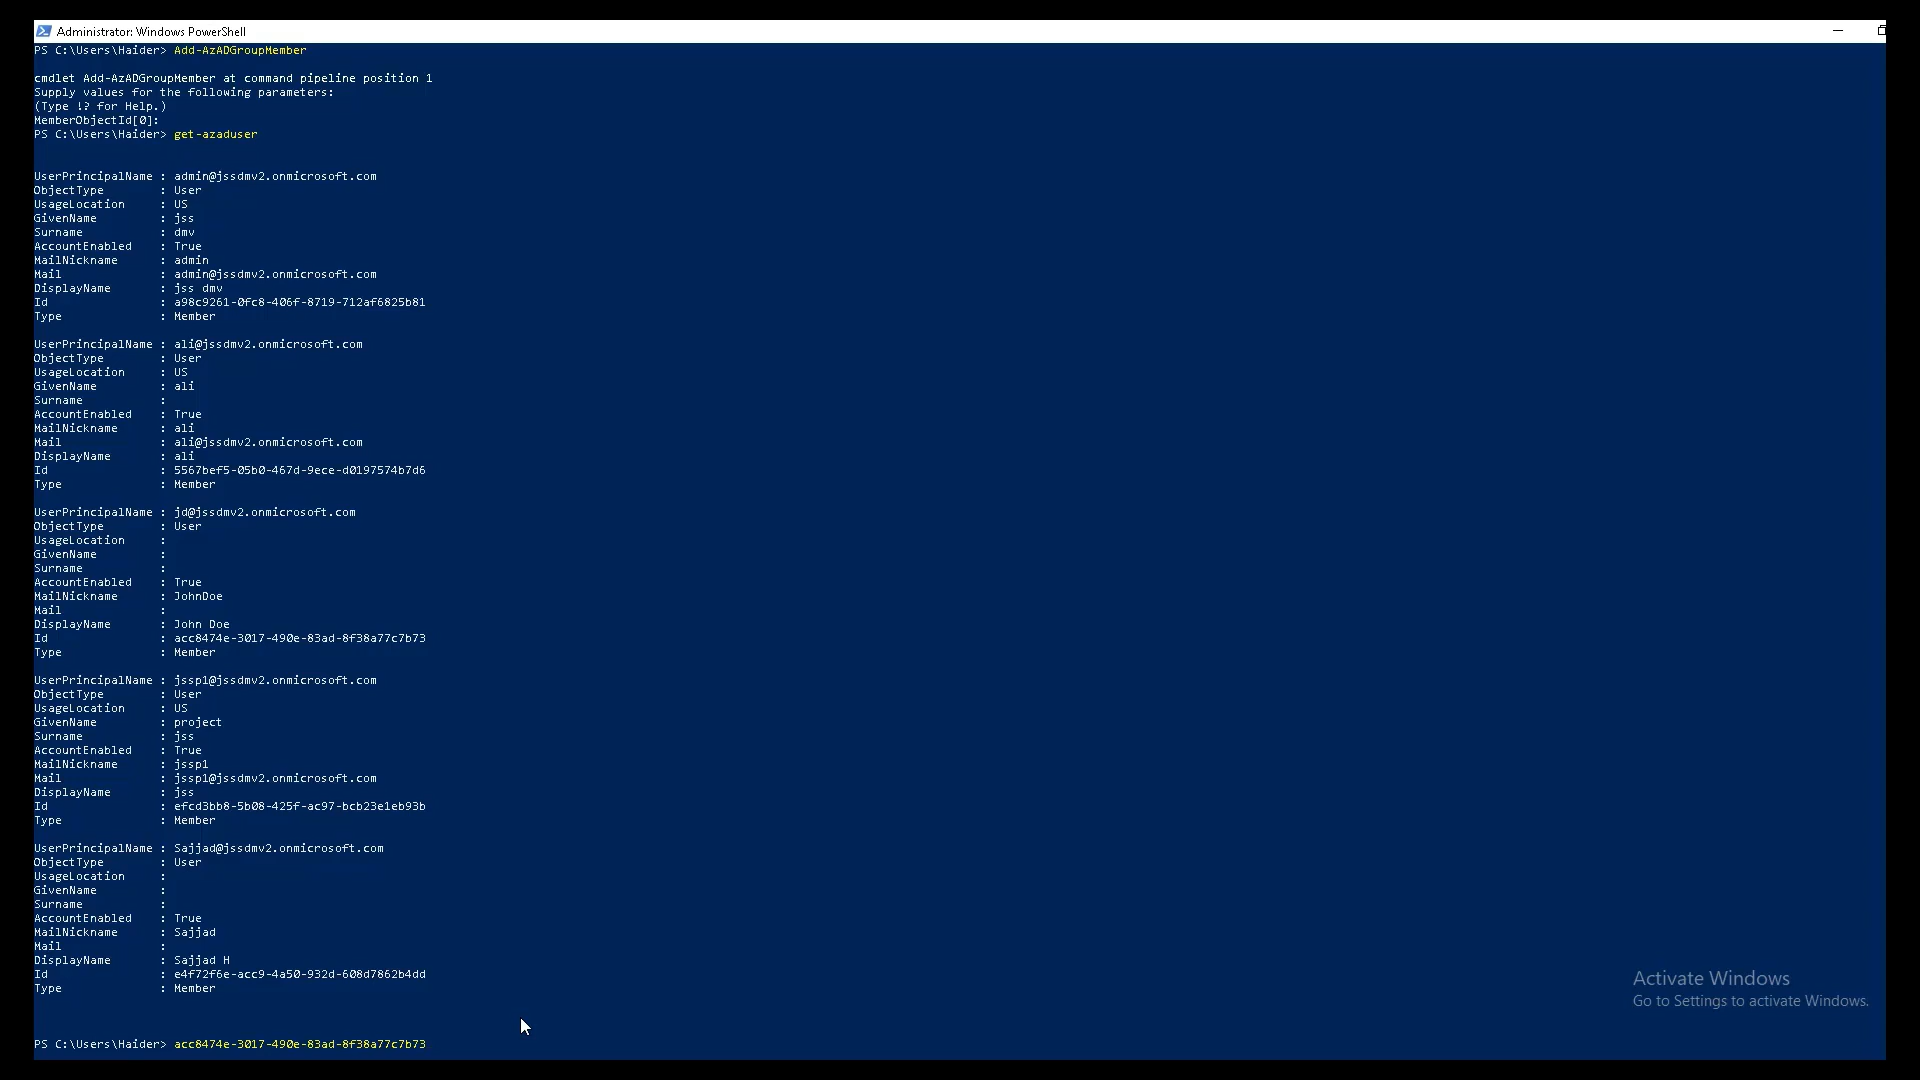 Administrator: Windows PowerShell
PS C:\Users\Haider> Add-AzADGroupMember
cmdlet Add-AzADGroupMember at command pipeline position 1
Supply values for the following parameters:
(Type !? for Help.)
MemberObjectId[0]:
PS C:\Users\Haider> get-azaduser
UserPrincipalName : admin@jssdmv2.onmicrosoft.com
ObjectType : User
UsageLocation : US
GivenName : jss
Surname : dmv
AccountEnabled : True
MailNickname : admin
Mail : admin@jssdmv2.onmicrosoft.com
DisplayName : jss dmv
Id : a98c9261-0fc8-406f-8719-712af6825b81
Type : Member
UserPrincipalName : ali@jssdmv2.onmicrosoft.com
ObjectType : User
UsageLocation : US
GivenName : ali
Surname :
AccountEnabled : True
MailNickname : ali
Mail : ali@jssdmv2.onmicrosoft.com
DisplayName : ali
Id : 5567bef5-05b0-467d-9ece-d0197574b7d6
Type : Member
UserPrincipalName : jd@jssdmv2.onmicrosoft.com
ObjectType : User
UsageLocation :
GivenName :
Surname :
AccountEnabled : True
MailNickname : JohnDoe
Mail :
DisplayName : John Doe
Id : acc8474e-3017-490e-83ad-8f38a77c7b73
Type : Member
UserPrincipalName : jssp1@jssdmv2.onmicrosoft.com
ObjectType : User
UsageLocation : US
GivenName : project
Surname : jss
AccountEnabled : True
MailNickname : jssp1
Mail : jssp1@jssdmv2.onmicrosoft.com
DisplayName : jss
Id : efcd3bb8-5b08-425f-ac97-bcb23e1eb93b
Type : Member
UserPrincipalName : Sajjad@jssdmv2.onmicrosoft.com
ObjectType : User
UsageLocation :
GivenName :
Surname :
AccountEnabled : True
MailNickname : Sajjad
Mail :
DisplayName : Sajjad H
Id : e4f72f6e-acc9-4a50-932d-608d7862b4dd
Type : Member
PS C:\Users\Haider> acc8474e-3017-490e-83ad-8f38a77c7b73
Activate Windows
Go to Settings to activate Windows.